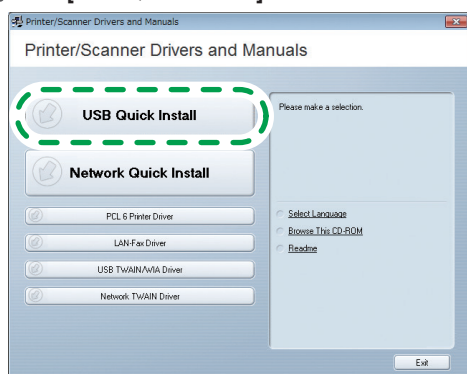 Printer/Scanner Drivers and Manuals
Printer/Scanner Drivers and Manuals
USB Quick Install
Please make a selection.
Network Quick Install
PCL 6 Printer Driver
Select Language
LAN-Fax Driver
Browse This CD-ROM
Readme
USB TWAIN/WIA Driver
Network TWAIN Driver
Exit